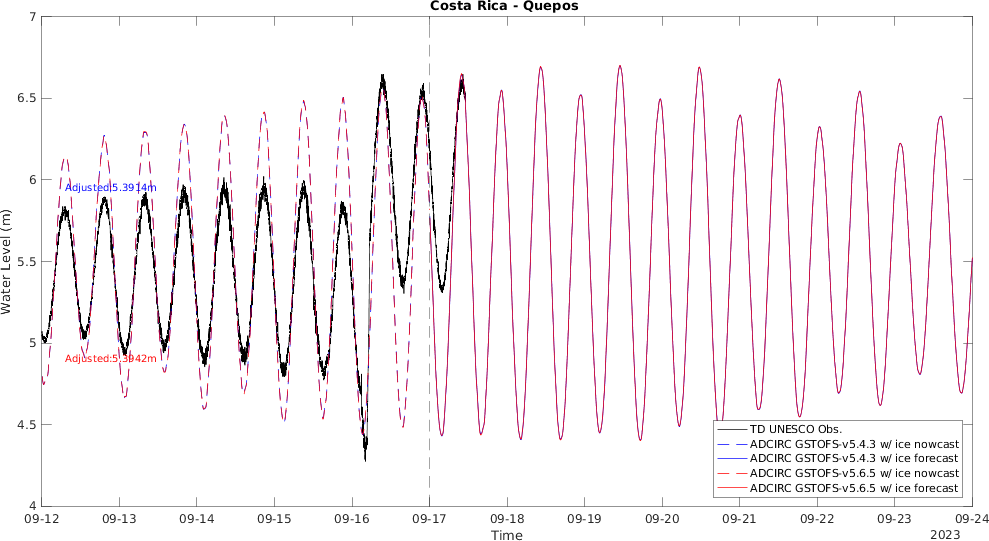 Costa Rica - Quepos
7
6.5
6
5.5
5
4.5
4
Water Level (m)
Adjusted:5.3914m
Adjusted:5.3942m
TD UNESCO Obs.
ADCIRC GSTOFS-v5.4.3 w/ ice nowcast
ADCIRC GSTOFS-v5.4.3 w/ ice forecast
ADCIRC GSTOFS-v5.6.5 w/ ice nowcast
ADCIRC GSTOFS-v5.6.5 w/ ice forecast
09-12 09-13 09-14 09-15 09-16 09-17 09-18 09-19 09-20 09-21 09-22 09-23 09-24
Time
2023